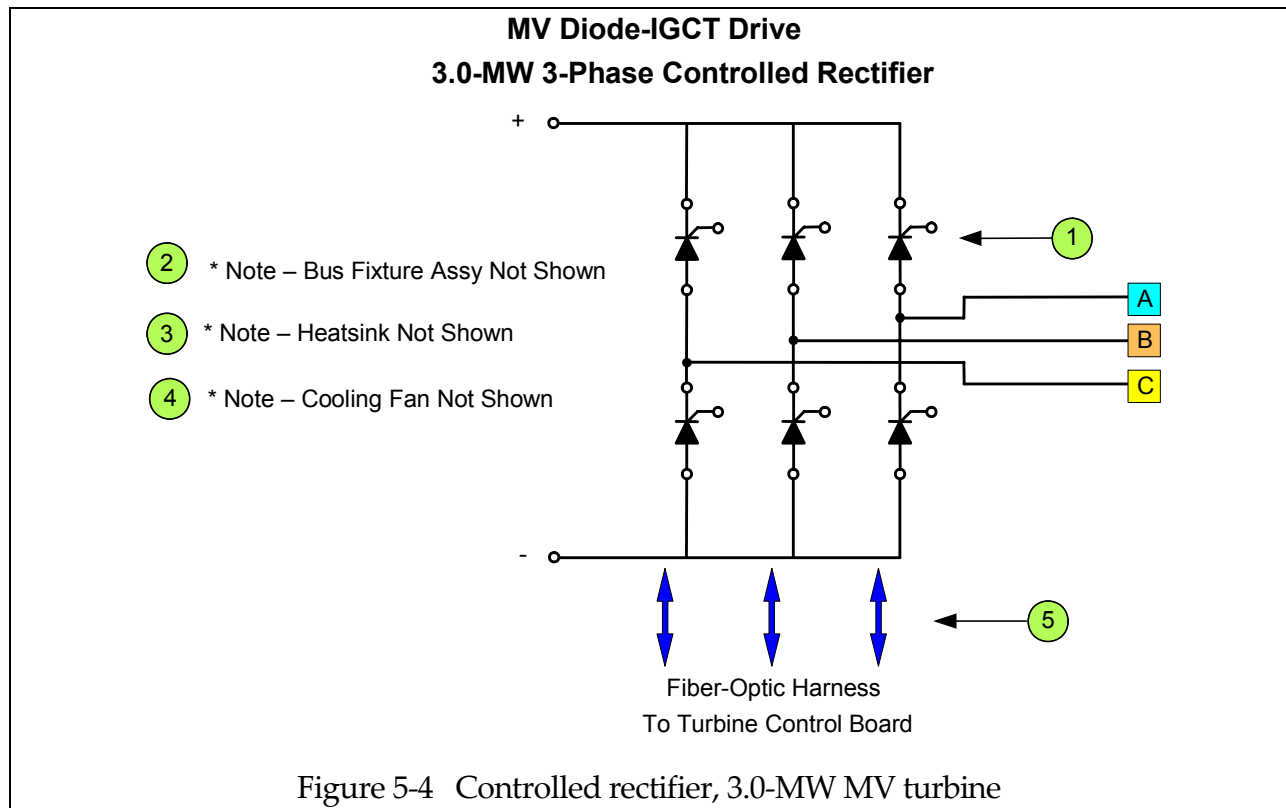 MV Diode-IGCT Drive
3.0-MW 3-Phase Controlled Rectifier
+
1
2 * Note – Bus Fixture Assy Not Shown
A
3 * Note – Heatsink Not Shown
B
C
4 * Note – Cooling Fan Not Shown
-
5
Fiber-Optic Harness
To Turbine Control Board
Figure 5-4 Controlled rectifier, 3.0-MW MV turbine